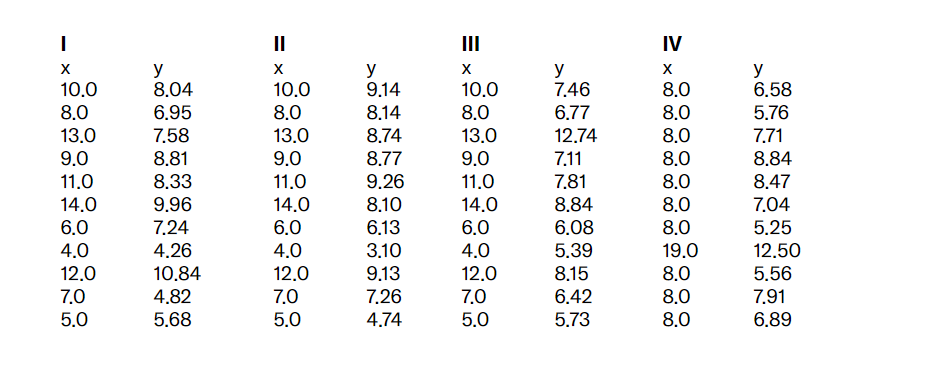 I II III IV
x y x y x y x y
10.0 8.04 10.0 9.14 10.0 7.46 8.0 6.58
8.0 6.95 8.0 8.14 8.0 6.77 8.0 5.76
13.0 7.58 13.0 8.74 13.0 12.74 8.0 7.71
9.0 8.81 9.0 8.77 9.0 7.11 8.0 8.84
11.0 8.33 11.0 9.26 11.0 7.81 8.0 8.47
14.0 9.96 14.0 8.10 14.0 8.84 8.0 7.04
6.0 7.24 6.0 6.13 6.0 6.08 8.0 5.25
4.0 4.26 4.0 3.10 4.0 5.39 19.0 12.50
12.0 10.84 12.0 9.13 12.0 8.15 8.0 5.56
7.0 4.82 7.0 7.26 7.0 6.42 8.0 7.91
5.0 5.68 5.0 4.74 5.0 5.73 8.0 6.89